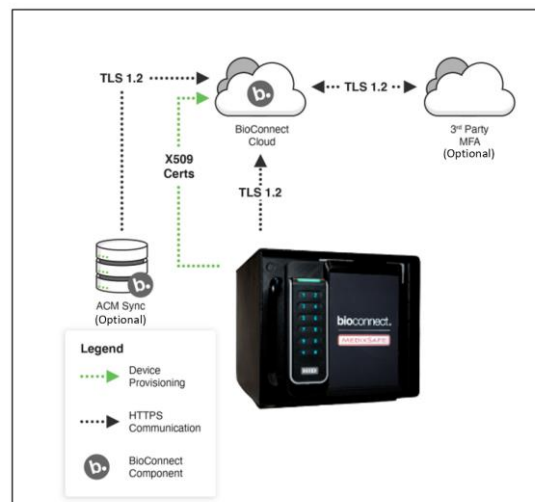 TLS 1.2
b.
BioConnect
Cloud
TLS 1.2
3rd Party
MFA
(Optional)
X509
Certs
TLS 1.2
b.
ACM Sync
(Optional)
bioconnect.
MEDIXSAFE
Legend
Device
Provisioning
HTTPS
Communication
b.
BioConnect
Component